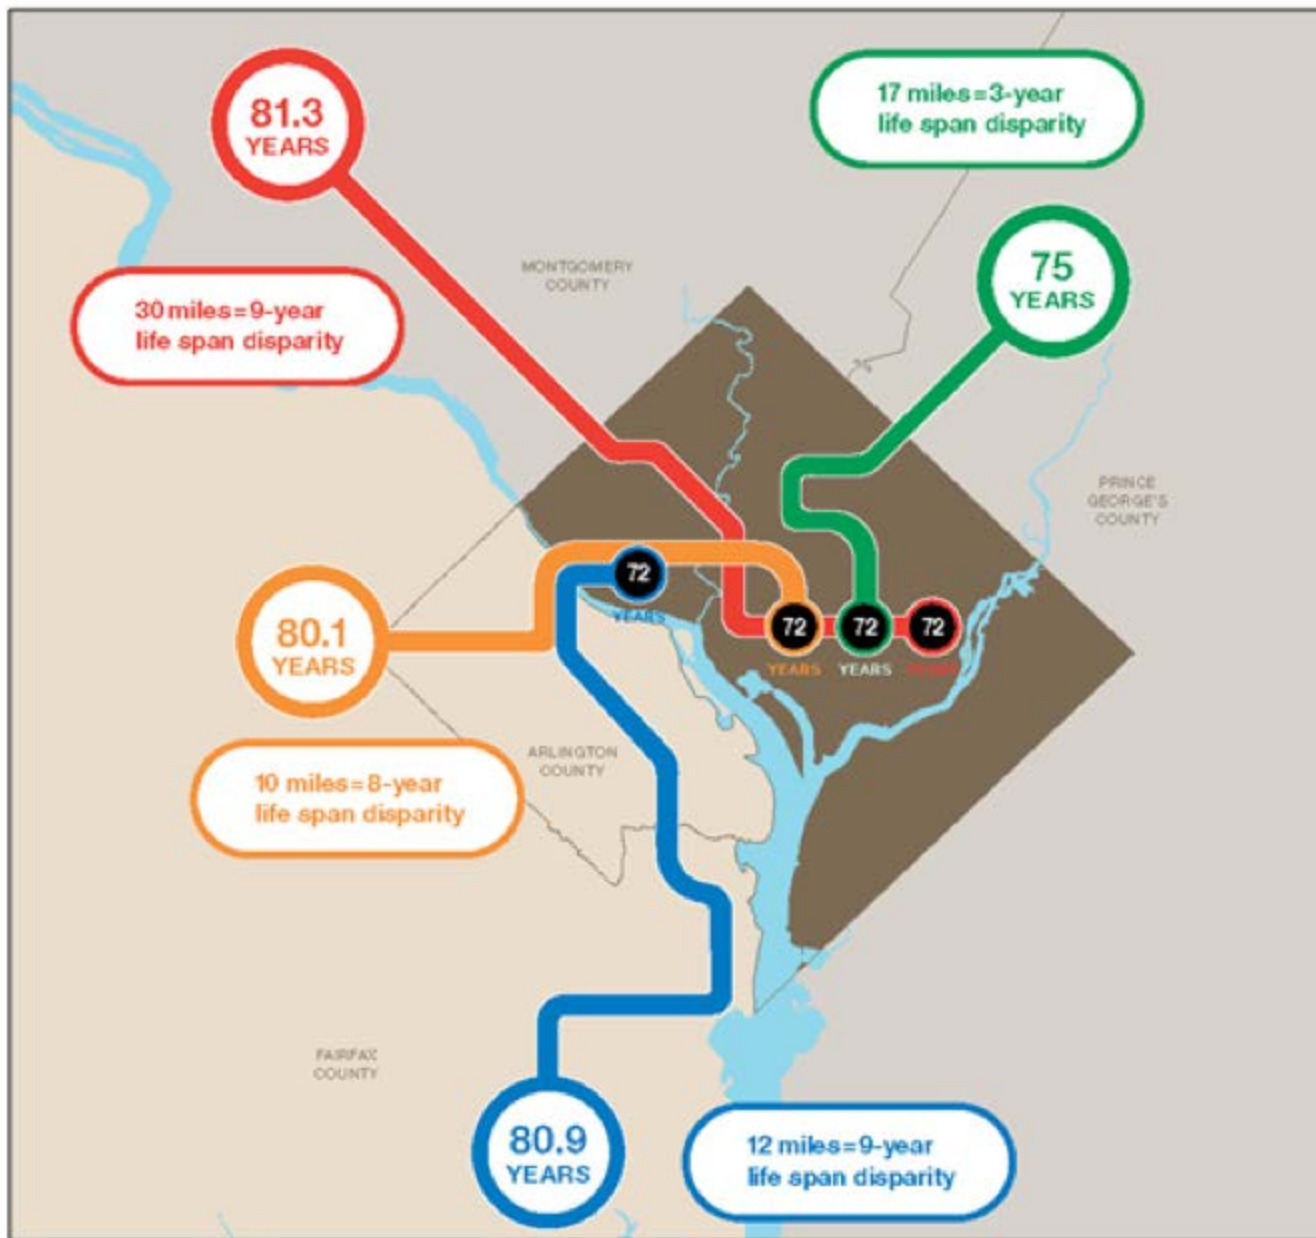 81.3
YEARS
17 miles=3-year
life span disparity
MONTGOMERY
COUNTY
75
YEARS
30 miles=9-year
life span disparity
PRINCE
GEORGE'S
COUNTY
72
YEARS
80.1
YEARS
72
YEARS
72
YEARS
72
YEARS
ARLINGTON
COUNTY
10 miles=8-year
life span disparity
FAIRFAX
COUNTY
80.9
YEARS
12 miles=9-year
life span disparity